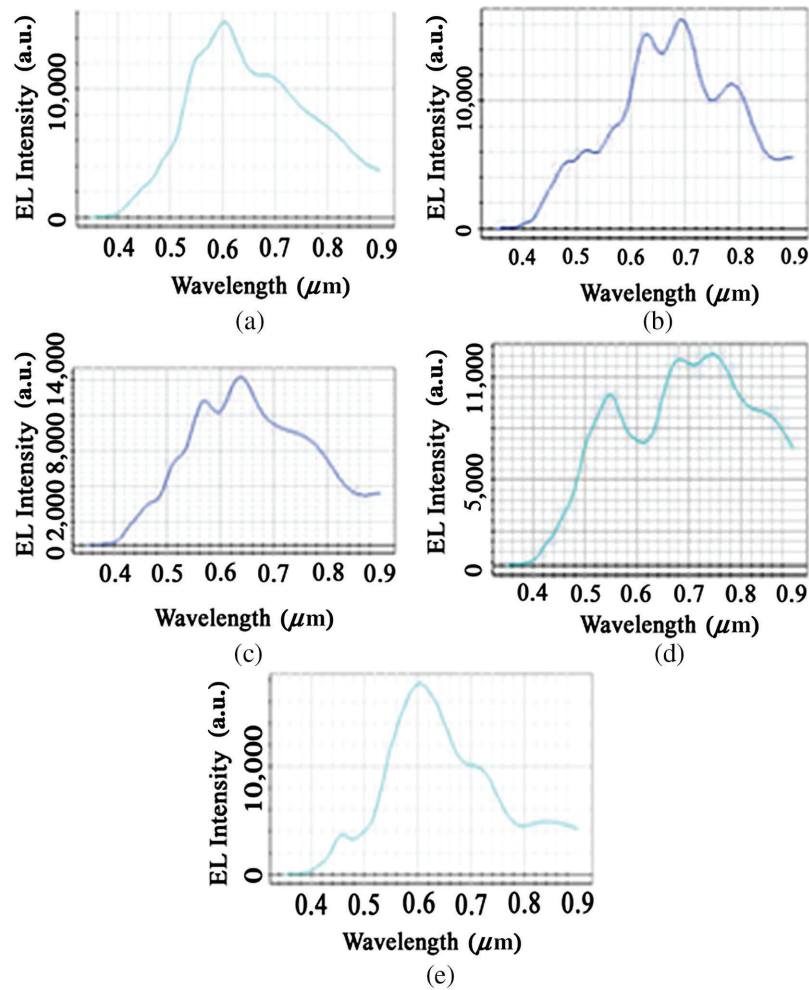 EL Intensity (a.u.)
10,000
0
0.4 0.5 0.6 0.7 0.8 0.9
Wavelength (μm)
(a)
EL Intensity (a.u.)
10,000
0
0.4 0.5 0.6 0.7 0.8 0.9
Wavelength (μm)
(b)
EL Intensity (a.u.)
0 2,000 8,000 14,000
0.4 0.5 0.6 0.7 0.8 0.9
Wavelength (μm)
(c)
EL Intensity (a.u.)
11,000
5,000
0
0.4 0.5 0.6 0.7 0.8 0.9
Wavelength (μm)
(d)
EL Intensity (a.u.)
10,000
0
0.4 0.5 0.6 0.7 0.8 0.9
Wavelength (μm)
(e)